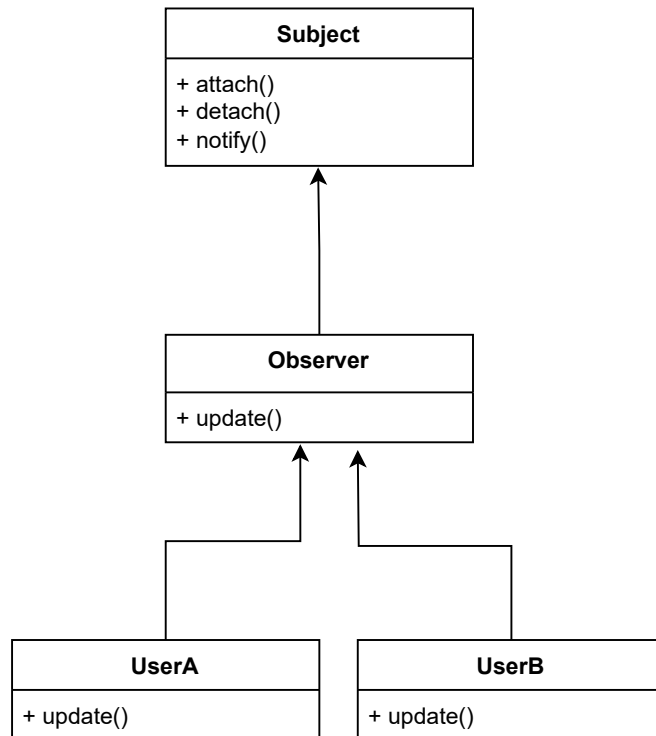 Subject
+ attach()
+ detach()
+ notify()
Observer
+ update()
UserA
+ update()
UserB
+ update()